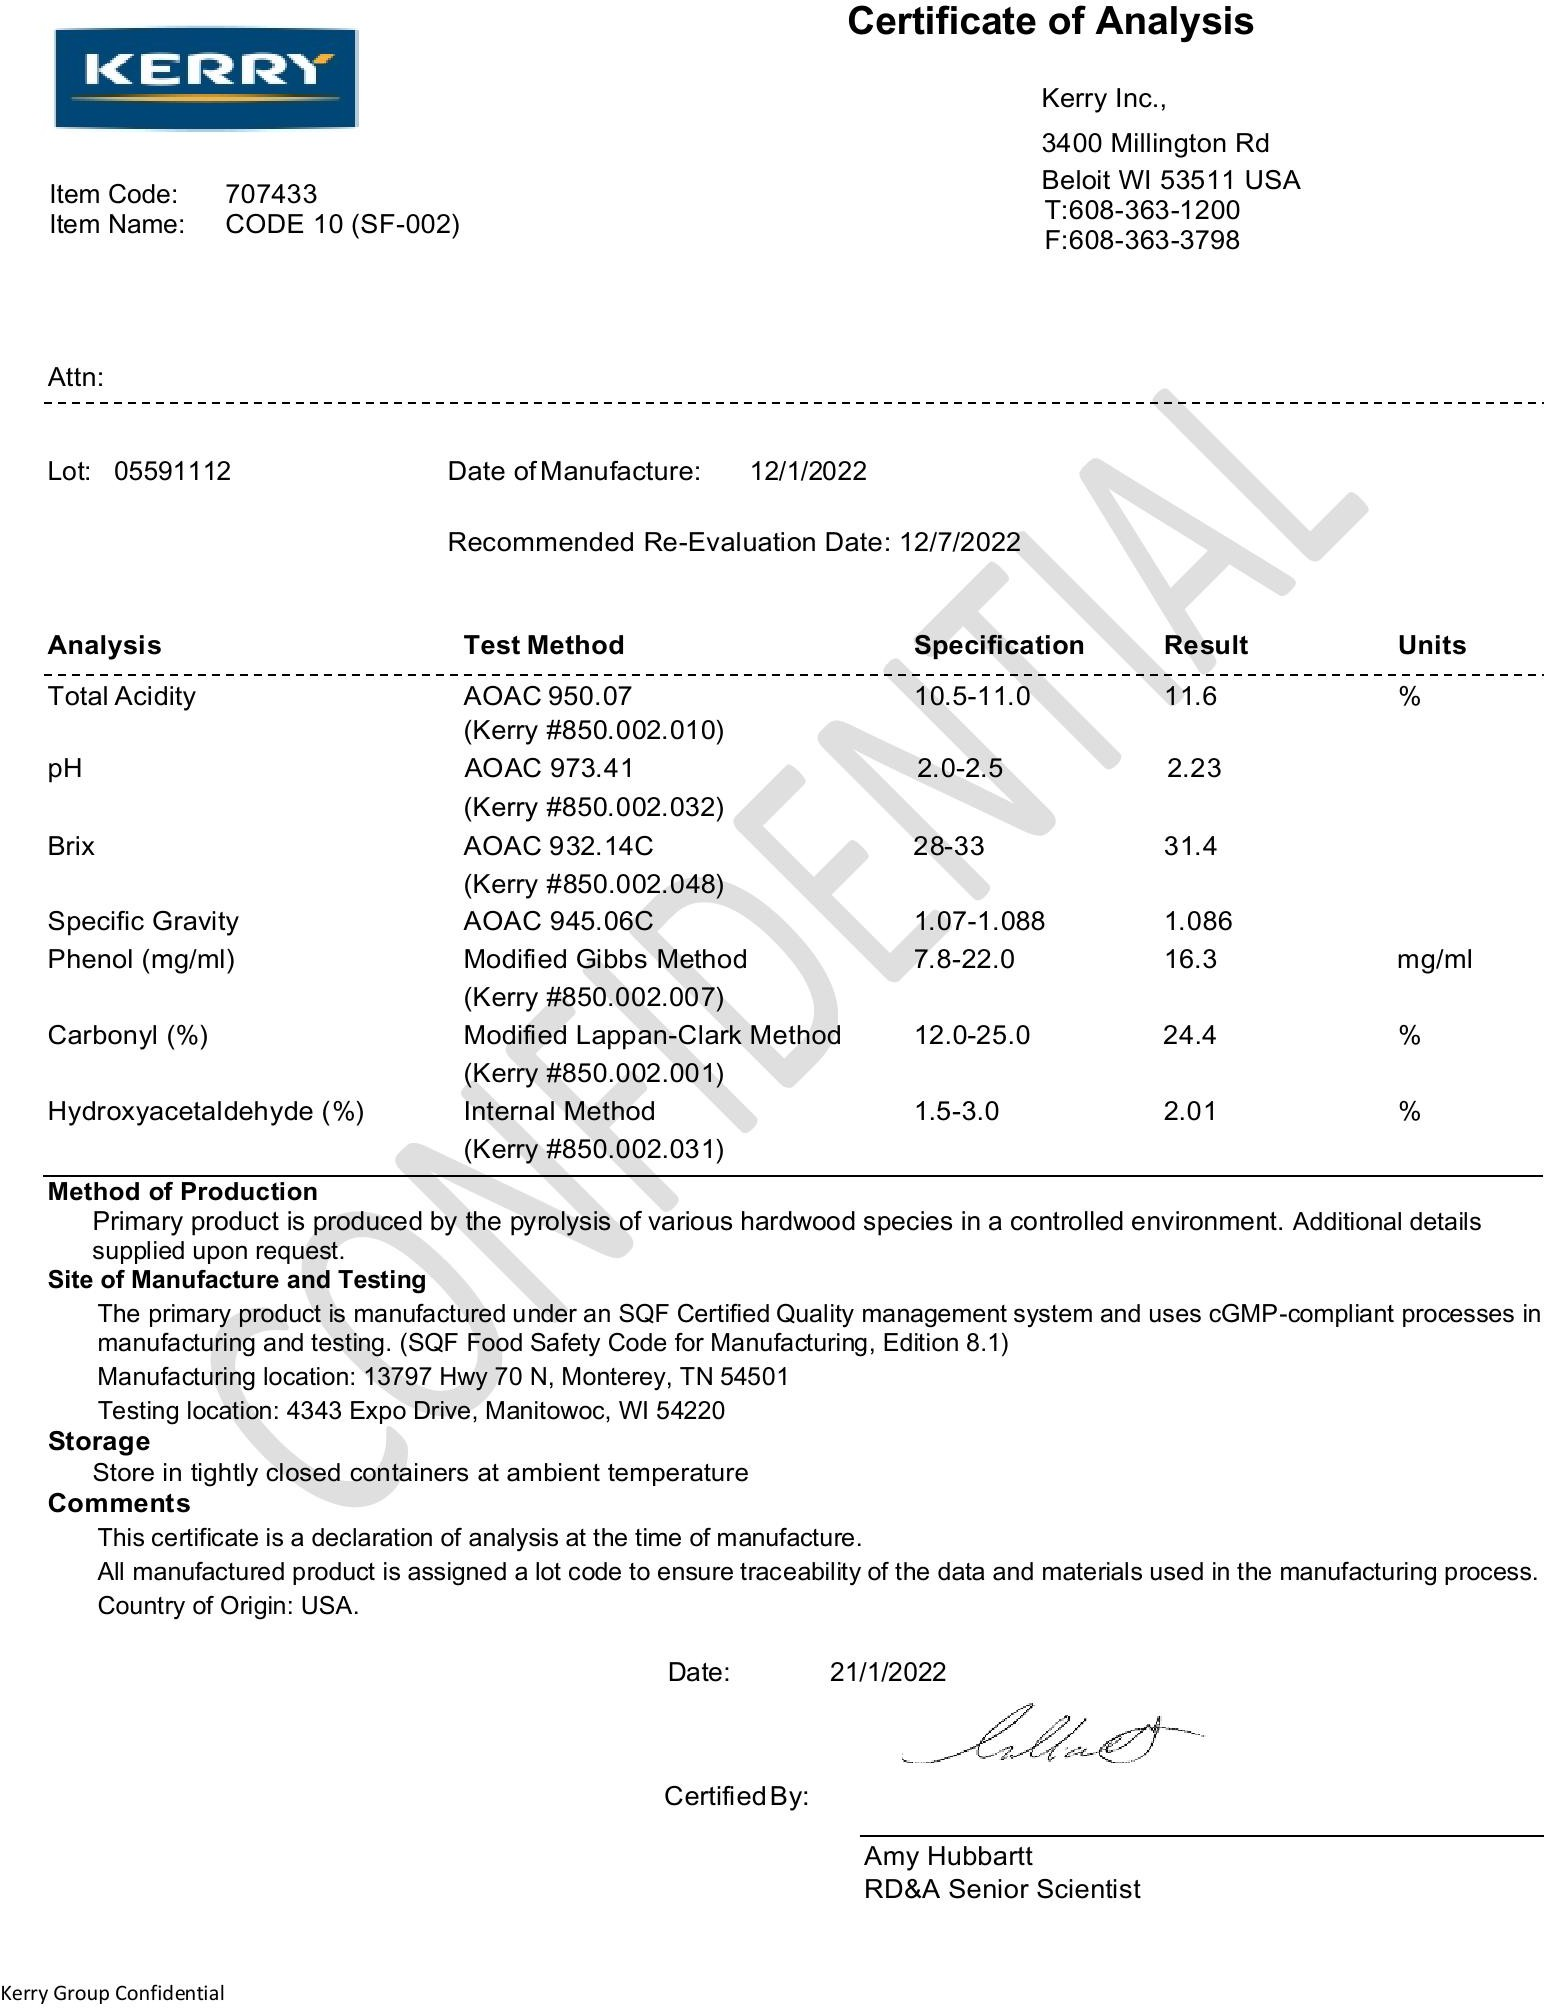 KERRY
Certificate of Analysis
Kerry Inc.,
3400 Millington Rd
Beloit WI 53511 USA
T:608-363-1200
F:608-363-3798
Item Code: 707433
Item Name: CODE 10 (SF-002)
Attn:
Lot: 05591112 Date of Manufacture: 12/1/2022
Recommended Re-Evaluation Date: 12/7/2022
Analysis Test Method Specification Result Units
Total Acidity AOAC 950.07 10.5-11.0 11.6 %
(Kerry #850.002.010)
pH AOAC 973.41 2.0-2.5 2.23
(Kerry #850.002.032)
Brix AOAC 932.14C 28-33 31.4
(Kerry #850.002.048)
Specific Gravity AOAC 945.06C 1.07-1.088 1.086
Phenol (mg/ml) Modified Gibbs Method 7.8-22.0 16.3 mg/ml
(Kerry #850.002.007)
Carbonyl (%) Modified Lappan-Clark Method 12.0-25.0 24.4 %
(Kerry #850.002.001)
Hydroxyacetaldehyde (%) Internal Method 1.5-3.0 2.01 %
(Kerry #850.002.031)
Method of Production
Primary product is produced by the pyrolysis of various hardwood species in a controlled environment. Additional details
supplied upon request.
Site of Manufacture and Testing
The primary product is manufactured under an SQF Certified Quality management system and uses cGMP-compliant processes in
manufacturing and testing. (SQF Food Safety Code for Manufacturing, Edition 8.1)
Manufacturing location: 13797 Hwy 70 N, Monterey, TN 54501
Testing location: 4343 Expo Drive, Manitowoc, WI 54220
Storage
Store in tightly closed containers at ambient temperature
Comments
This certificate is a declaration of analysis at the time of manufacture.
All manufactured product is assigned a lot code to ensure traceability of the data and materials used in the manufacturing process.
Country of Origin: USA.
Date: 21/1/2022
Certified By:
Amy Hubbartt
RD&A Senior Scientist
Kerry Group Confidential
CONFIDENTIAL